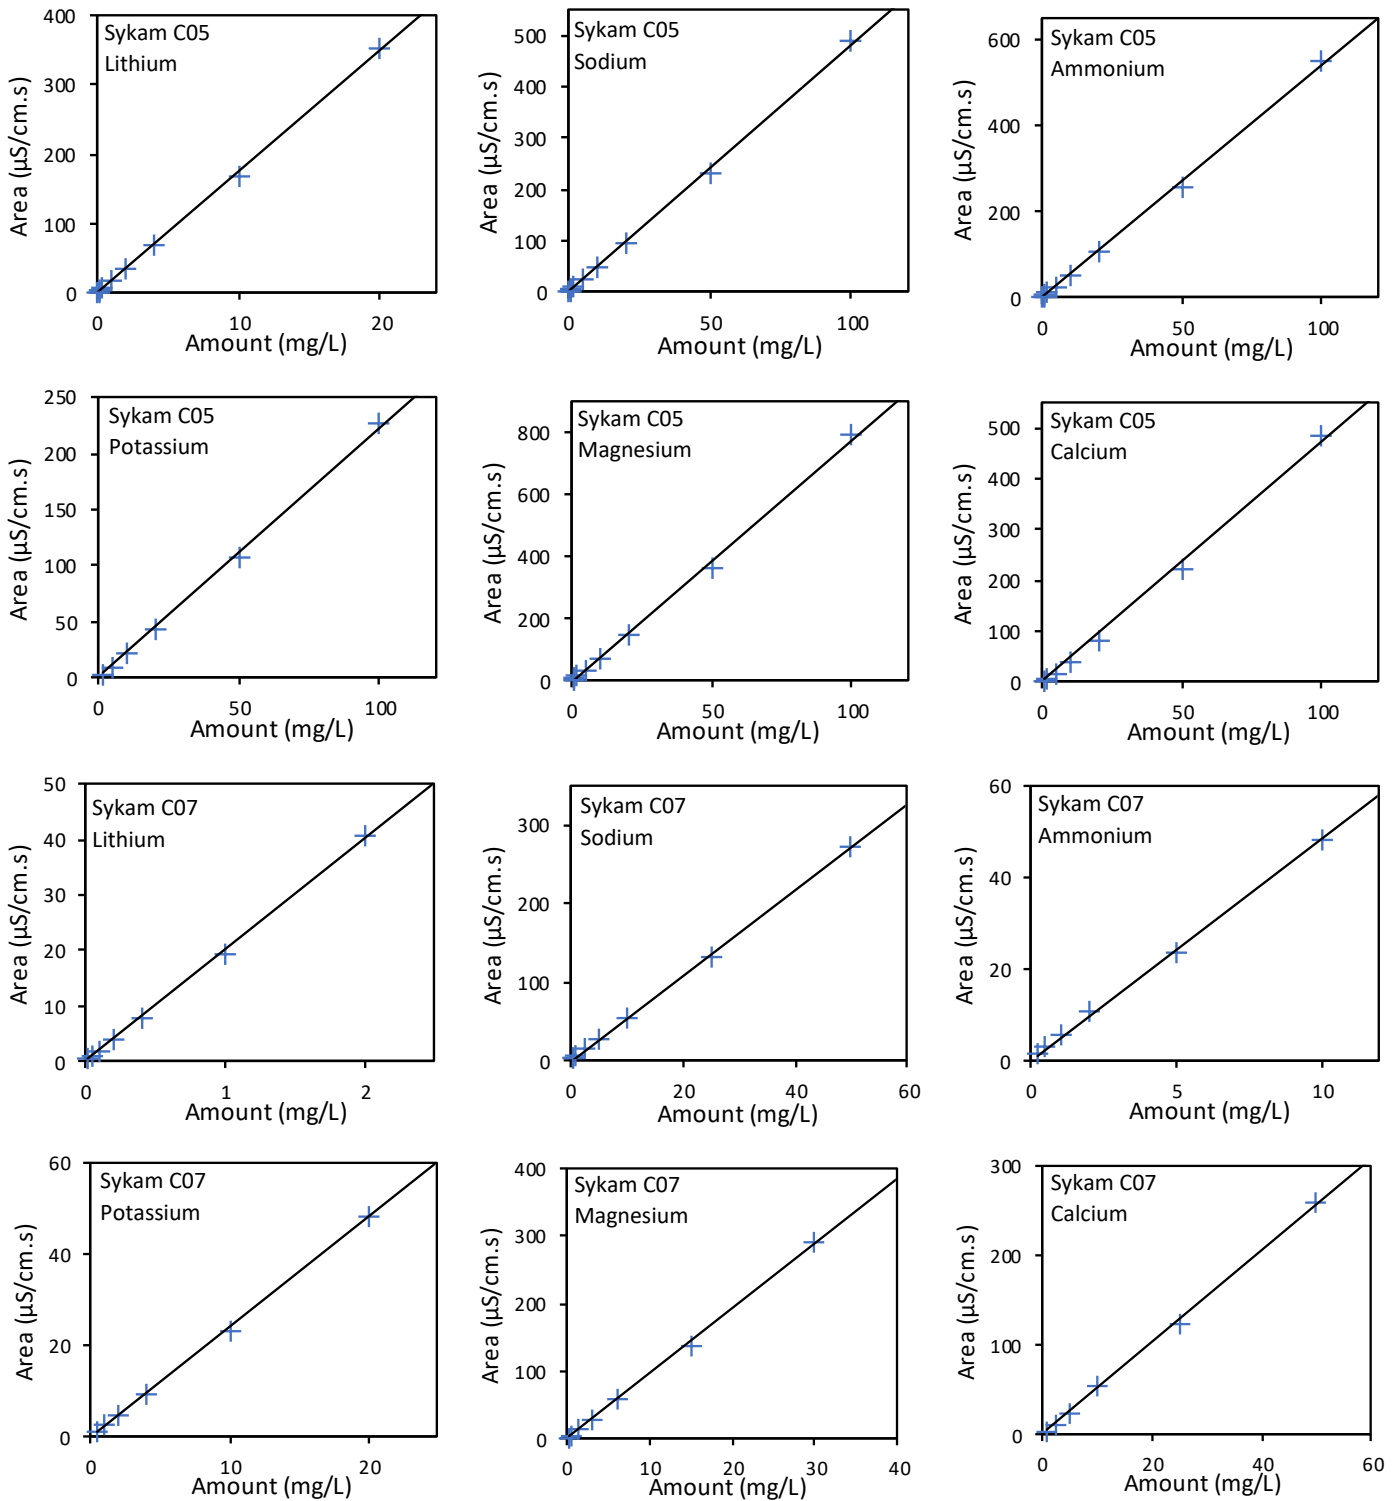 Sykam C05
Lithium
Area (µS/cm.s)
400
300
200
100
0
0 10 20
Amount (mg/L)
Sykam C05
Sodium
Area (µS/cm.s)
500
400
300
200
100
0
0 50 100
Amount (mg/L)
Sykam C05
Ammonium
Area (µS/cm.s)
600
400
200
0
0 50 100
Amount (mg/L)
Sykam C05
Potassium
Area (µS/cm.s)
250
200
150
100
50
0
0 50 100
Amount (mg/L)
Sykam C05
Magnesium
Area (µS/cm.s)
800
600
400
200
0
0 50 100
Amount (mg/L)
Sykam C05
Calcium
Area (µS/cm.s)
500
400
300
200
100
0
0 50 100
Amount (mg/L)
Sykam C07
Lithium
Area (µS/cm.s)
50
40
30
20
10
0
0 1 2
Amount (mg/L)
Sykam C07
Sodium
Area (µS/cm.s)
300
200
100
0
0 20 40 60
Amount (mg/L)
Sykam C07
Ammonium
Area (µS/cm.s)
60
40
20
0
0 5 10
Amount (mg/L)
Sykam C07
Potassium
Area (µS/cm.s)
60
40
20
0
0 10 20
Amount (mg/L)
Sykam C07
Magnesium
Area (µS/cm.s)
400
300
200
100
0
0 10 20 30 40
Amount (mg/L)
Sykam C07
Calcium
Area (µS/cm.s)
300
200
100
0
0 20 40 60
Amount (mg/L)